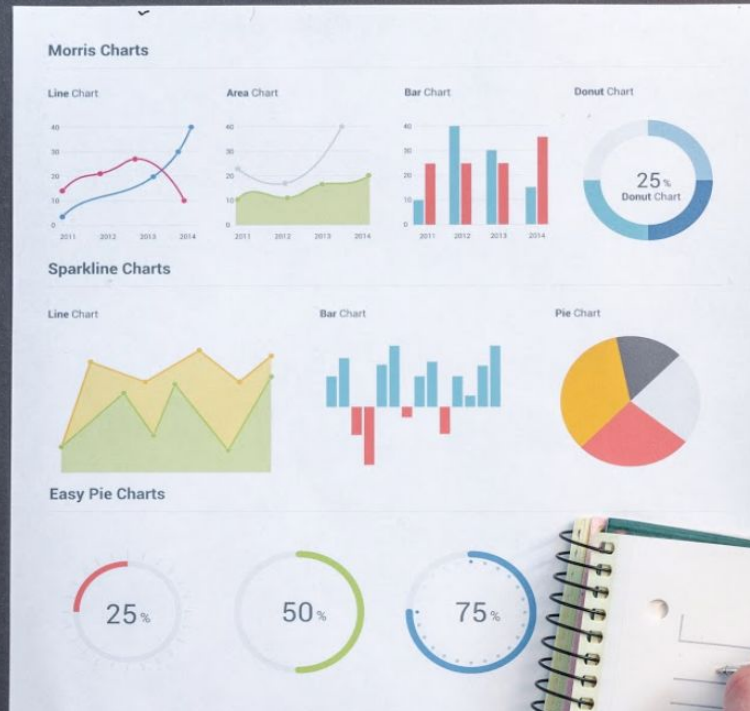 Morris Charts
Line Chart
Area Chart
Bar Chart
Donut Chart
40
30
20
10
0
2011 2012 2013 2014
40
30
20
10
0
2011 2012 2013 2014
40
30
20
10
0
2011 2012 2013 2014
25%
Donut Chart
Sparkline Charts
Line Chart
Bar Chart
Pie Chart
Easy Pie Charts
25%
50%
75%